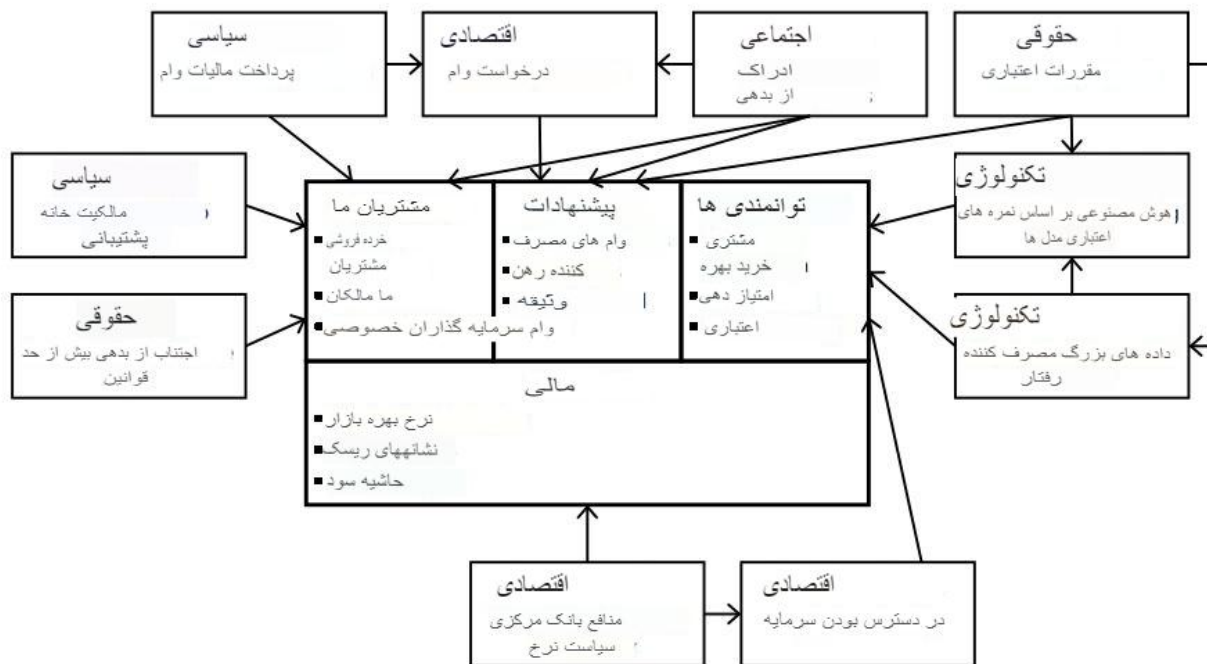 سیاسی
پرداخت مالیات وام
اقتصادی
درخواست وام
اجتماعی
ادراک
از بدهی
حقوقی
مقررات اعتباری
سیاسی
مالکیت خانه
پشتیبانی
حقوقی
اجتناب از بدهی بیش از حد
قوانین
مشتریان ما
خرده فروشی
مشتریان
ما مالکان
وام سرمایه گذاران خصوصی
پیشنهادات
وام های مصرف
کننده رهن
وثیقه
توانمندی ها
مشتری
خرید بهره
امتیاز دهی
اعتباری
تکنولوژی
هوش مصنوعی بر اساس نمره های
اعتباری مدل ها
تکنولوژی
داده های بزرگ مصرف کننده
رفتار
مالی
نرخ بهره بازار
نشانههای ریسک
حاشیه سود
اقتصادی
منافع بانک مرکزی
سیاست نرخ
اقتصادی
در دسترس بودن سرمایه